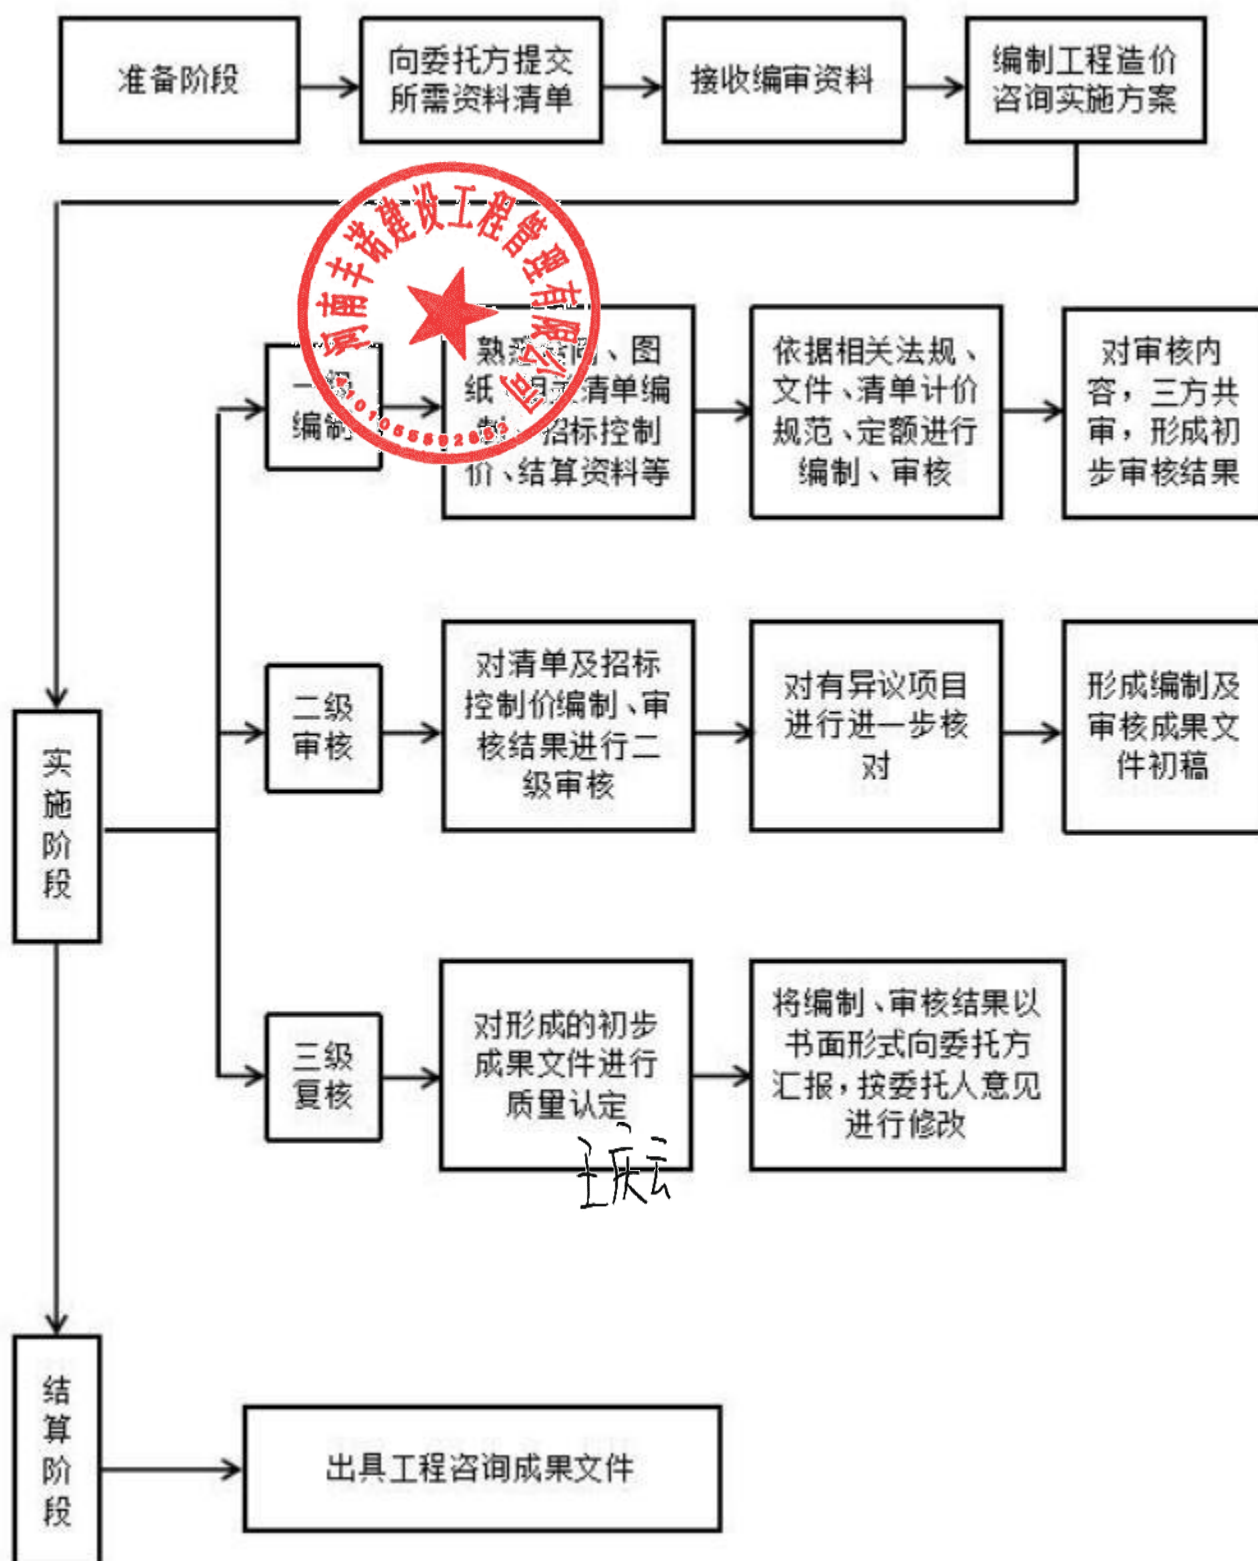 准备阶段
向委托方提交
所需资料清单
接收编审资料
编制工程造价
咨询实施方案
河南丰诺建设工程管理有限公司
一级
编制
熟悉 、图
纸 清单编
招标控制
价、结算资料等
依据相关法规、
文件、清单计价
规范、定额进行
编制、审核
对审核内
容，三方共
审，形成初
步审核结果
二级
审核
对清单及招标
控制价编制、审
核结果进行二
级审核
对有异议项目
进行进一步核
对
形成编制及
审核成果文
件初稿
实
施
阶
段
三级
复核
对形成的初步
成果文件进行
质量认定
将编制、审核结果以
书面形式向委托方
汇报，按委托人意见
进行修改
王庆云
结
算
阶
段
出具工程咨询成果文件